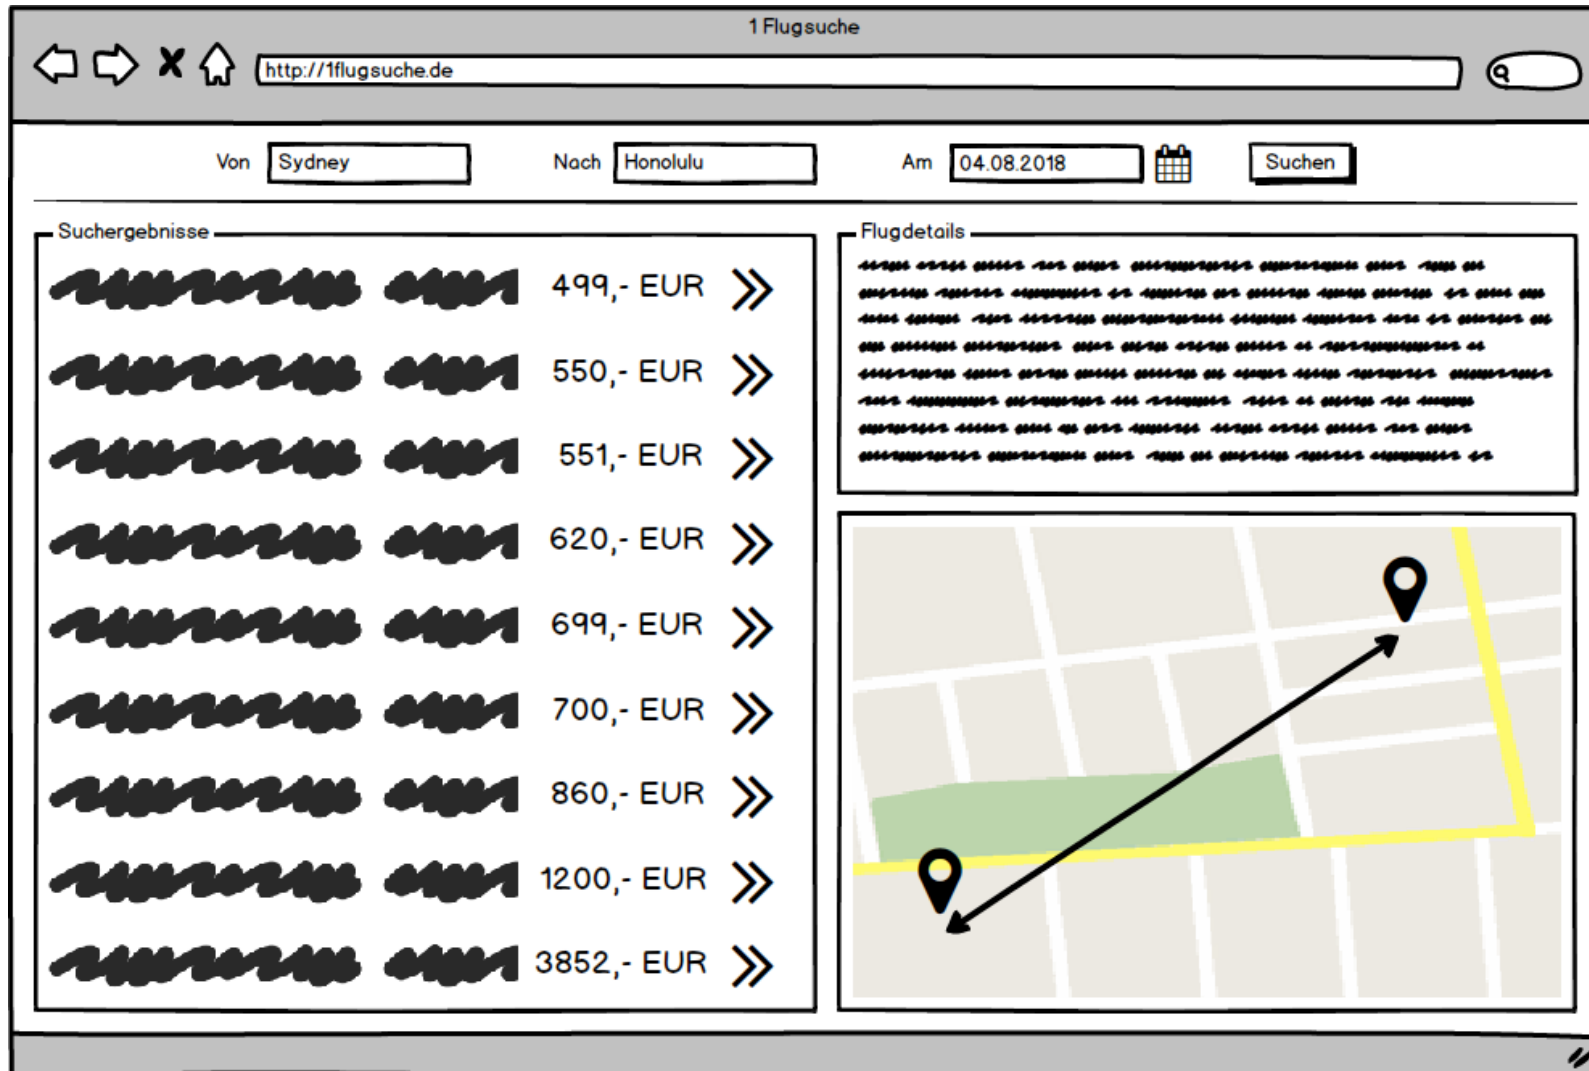 1 Flugsuche
http://1flugsuche.de
Von Sydney Nach Honolulu Am 04.08.2018 Suchen
Suchergebnisse
499,- EUR
550,- EUR
551,- EUR
620,- EUR
699,- EUR
700,- EUR
860,- EUR
1200,- EUR
3852,- EUR
Flugdetails